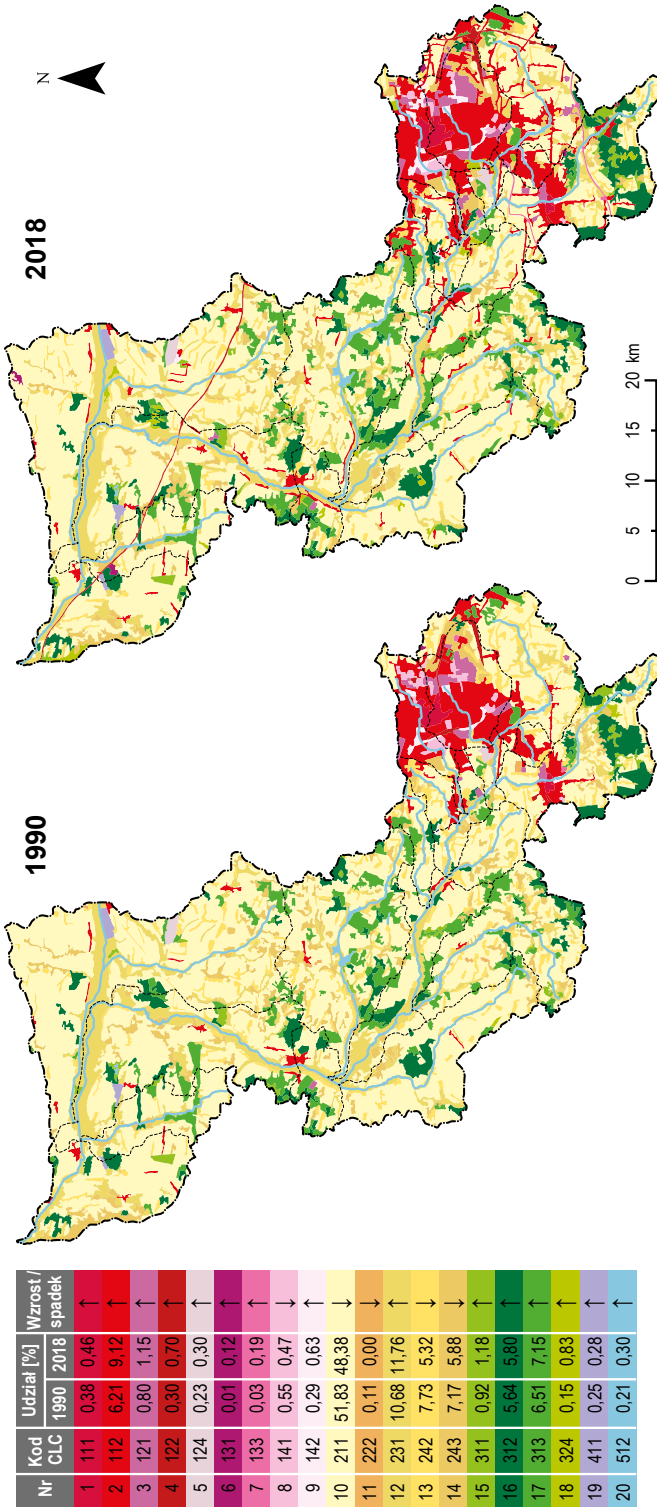 1990
2018
N
0 5 10 15 20 km
Nr Kod CLC Udział [%] Wzrost / spadek
1990 2018
1 111 0,38 0,46 ↑
2 112 6,21 9,12 ↑
3 121 0,80 1,15 ↑
4 122 0,30 0,70 ↑
5 124 0,23 0,30 ↑
6 131 0,01 0,12 ↑
7 133 0,03 0,19 ↑
8 141 0,55 0,47 ↓
9 142 0,29 0,63 ↑
10 211 51,83 48,38 ↓
11 222 0,11 0,00 ↓
12 231 10,68 11,76 ↑
13 242 7,73 5,32 ↓
14 243 7,17 5,88 ↓
15 311 0,92 1,18 ↑
16 312 5,64 5,80 ↑
17 313 6,51 7,15 ↑
18 324 0,15 0,83 ↑
19 411 0,25 0,28 ↑
20 512 0,21 0,30 ↑